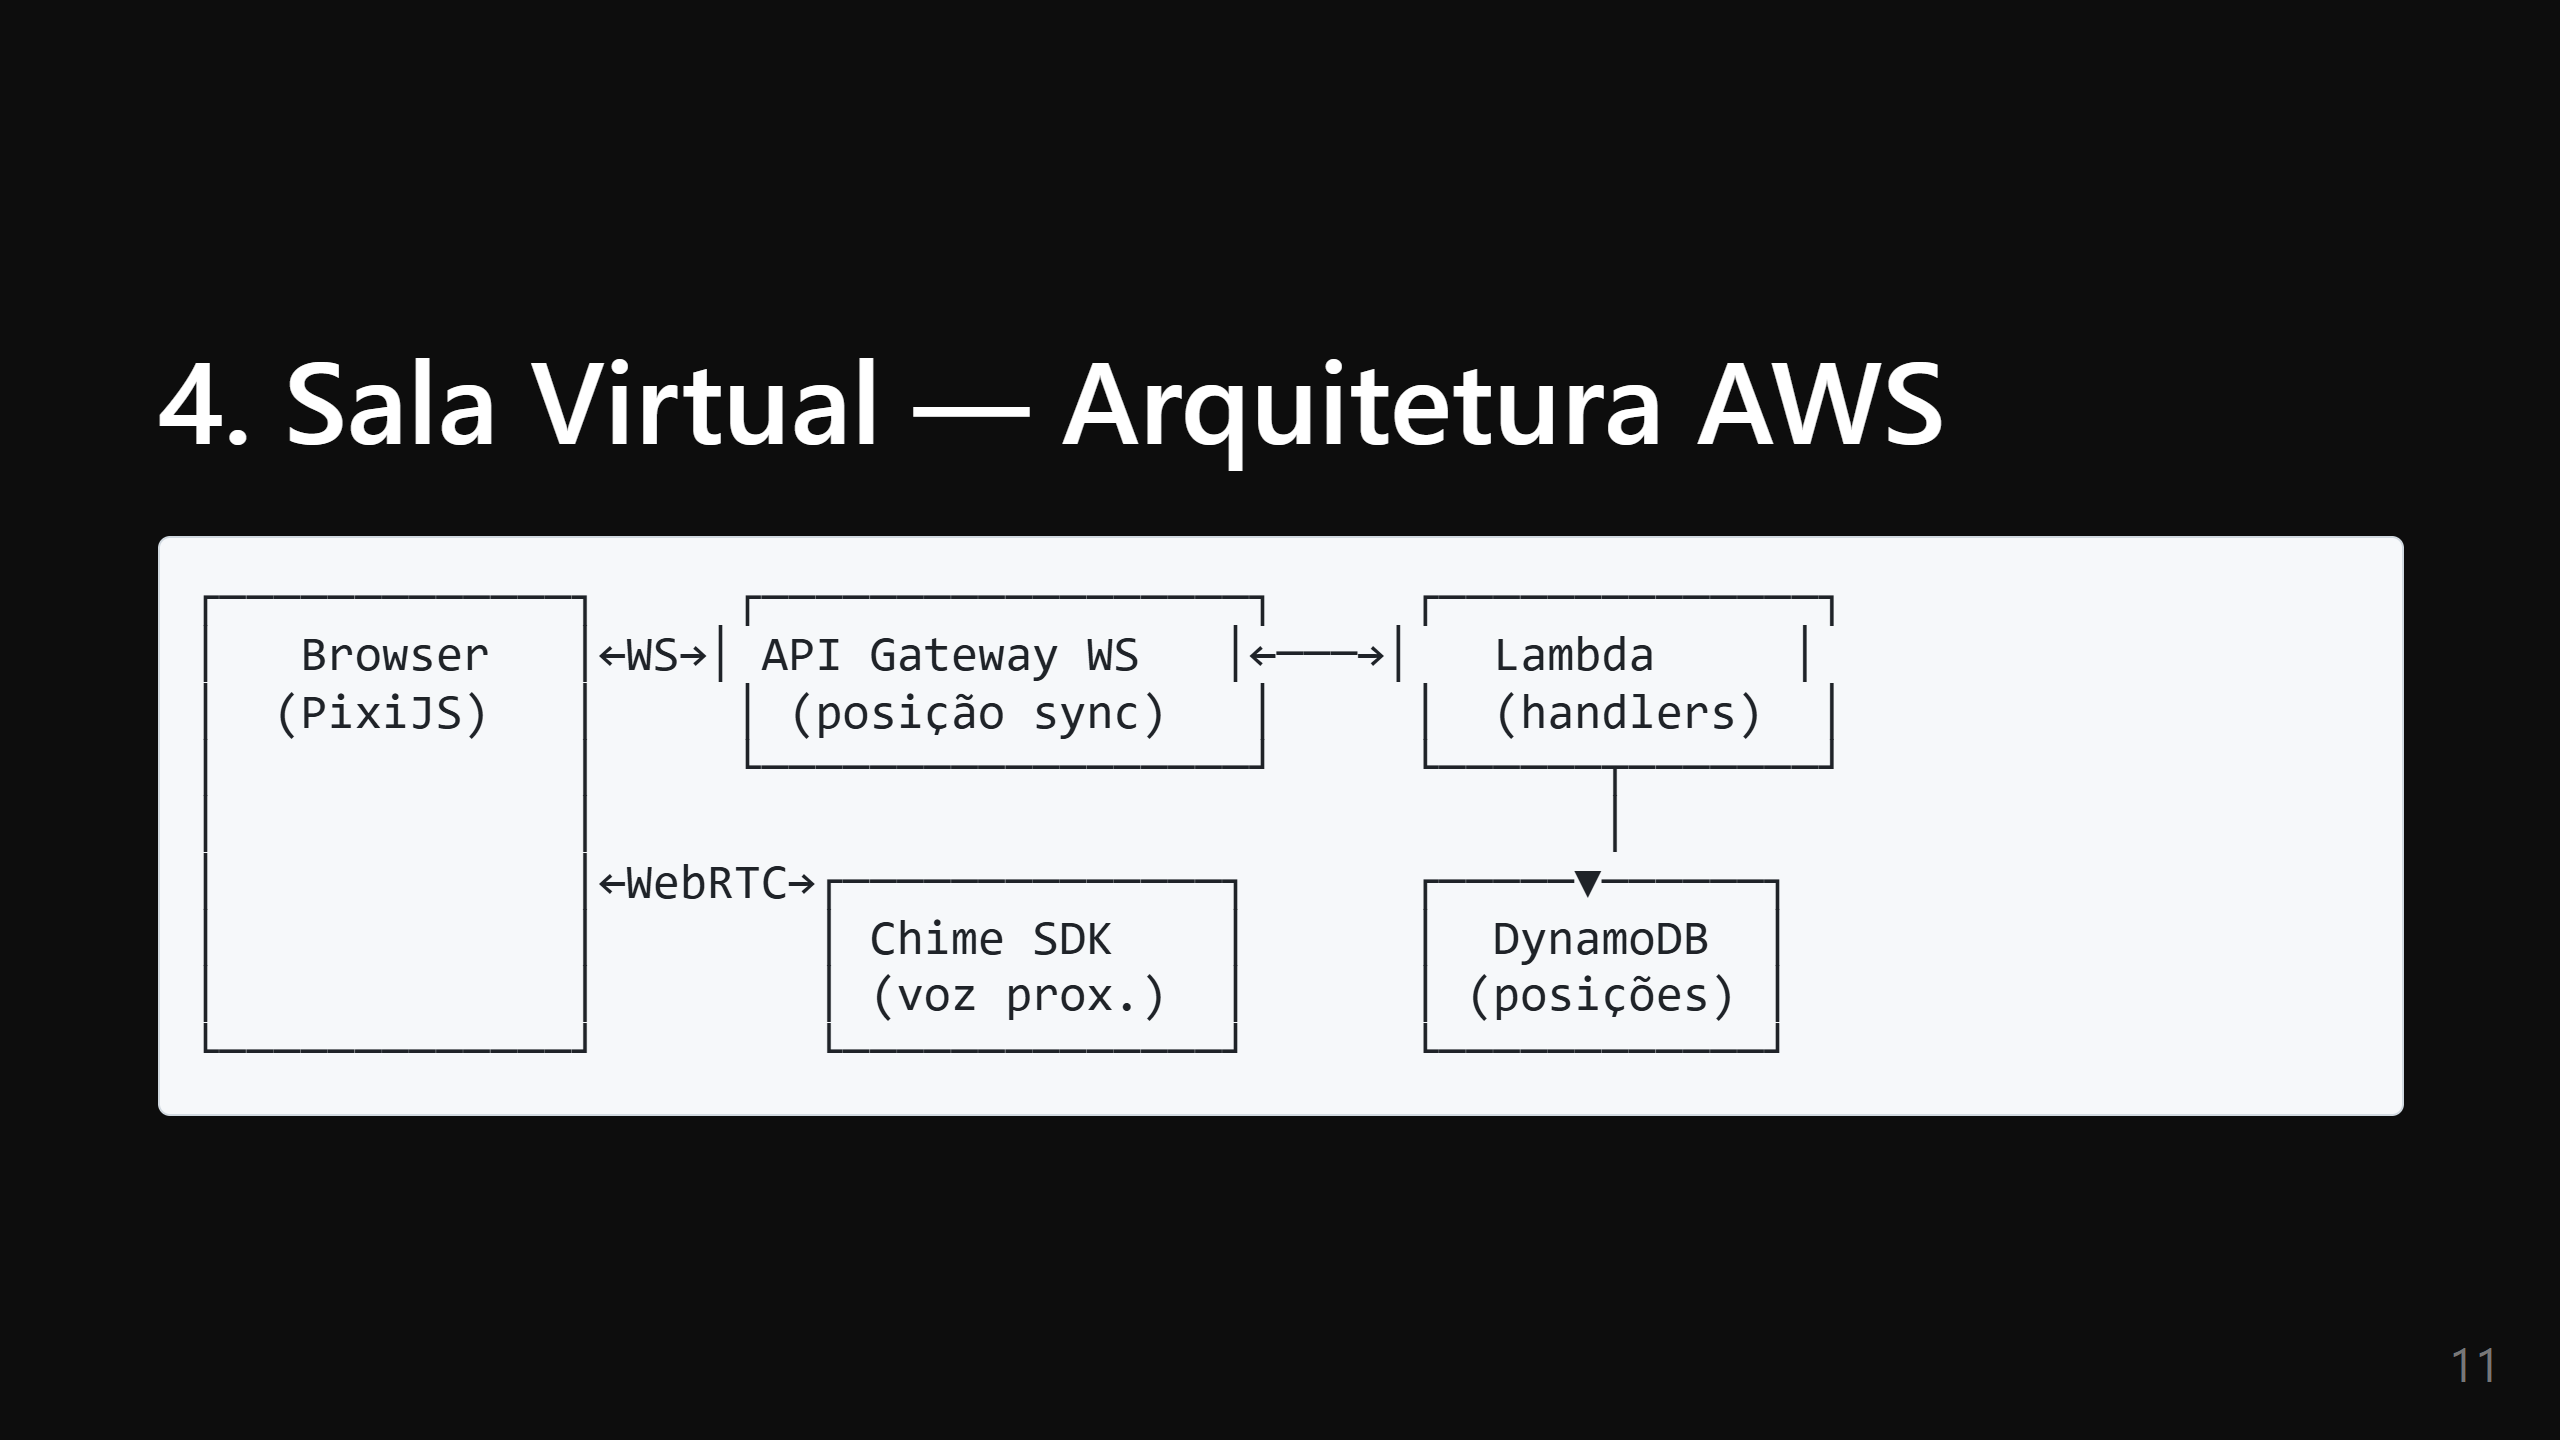 4. Sala Virtual — Arquitetura AWS
Browser ←WS→ API Gateway WS ←───→ Lambda
(PixiJS) (posição sync) (handlers)
←WebRTC→
Chime SDK DynamoDB
(voz prox.) (posições)
11